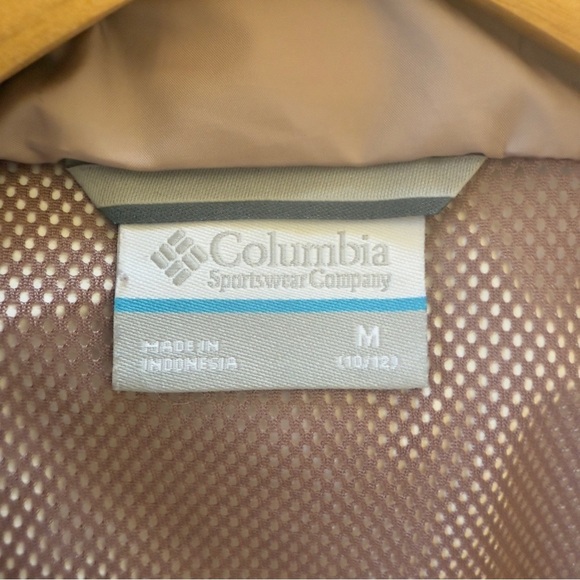 Columbia
Sportswear Company
M
MADE IN
(10/12)
INDONESIA